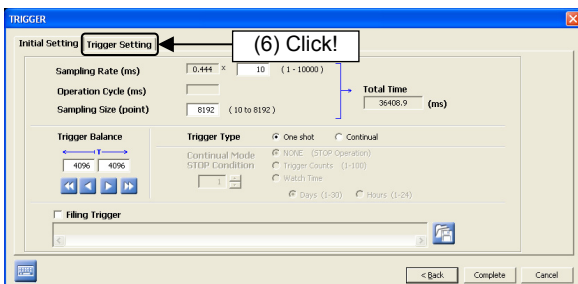 TRIGGER
Initial Setting Trigger Setting (6) Click!
Sampling Rate (ms) 0.444 x 10 (1 - 10000)
Operation Cycle (ms) Total Time
36408.9 (ms)
Sampling Size (point) 8192 (10 to 8192)
Trigger Balance Trigger Type One shot Continual
T
4096 4096
Continual Mode NONE (STOP Operation)
STOP Condition Trigger Counts (1-100)
1 Watch Time
Days (1-30) Hours (1-24)
Filing Trigger
< Back Complete Cancel